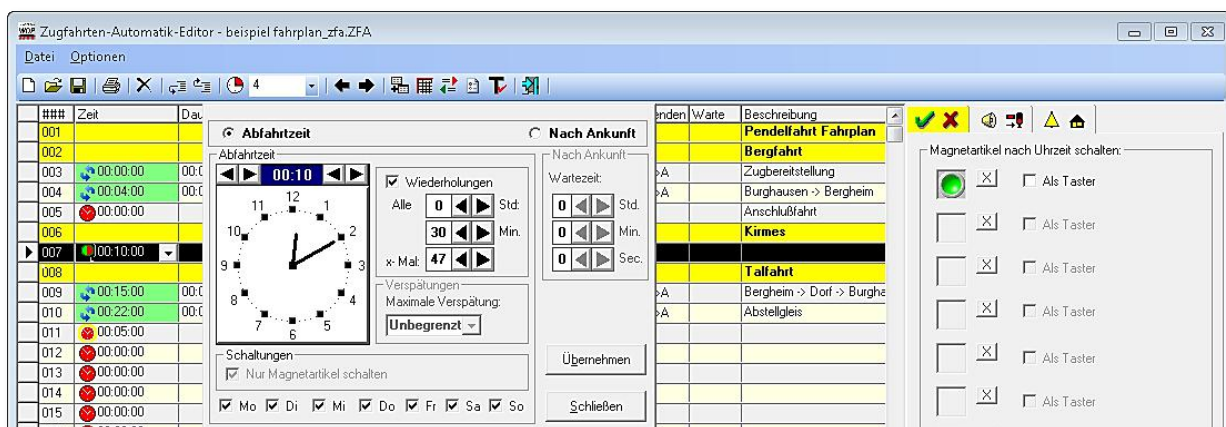 Zugfahrten-Automatik-Editor - beispiel fahrplan_zfa.ZFA
Datei Optionen
4
### Zeit Dau enden Warte Beschreibung
001 Pendelfahrt Fahrplan
002 Bergfahrt
003 00:00:00 00:0 >A Zugbereitstellung
004 00:04:00 00:0 >A Burghausen -> Bergheim
005 00:00:00 Anschlußfahrt
006 Kirmes
007 00:10:00
008 Talfahrt
009 00:15:00 00:0 >A Bergheim -> Dorf -> Burgha
010 00:22:00 00:0 >A Abstellgleis
011 00:05:00
012 00:00:00
013 00:00:00
014 00:00:00
015 00:00:00
Abfahrtzeit Nach Ankunft
Abfahrtzeit
00:10
12 1 2 3 4 5 6 7 8 9 10 11
Wiederholungen
Alle 0 Std:
30 Min.
x- Mal: 47
Verspätungen
Maximale Verspätung:
Unbegrenzt
Nach Ankunft
Wartezeit:
0 Std.
0 Min.
0 Sec.
Schaltungen
Nur Magnetartikel schalten
Mo Di Mi Do Fr Sa So
Übernehmen
Schließen
Magnetartikel nach Uhrzeit schalten:
X Als Taster
X Als Taster
X Als Taster
X Als Taster
X Als Taster
X Als Taster